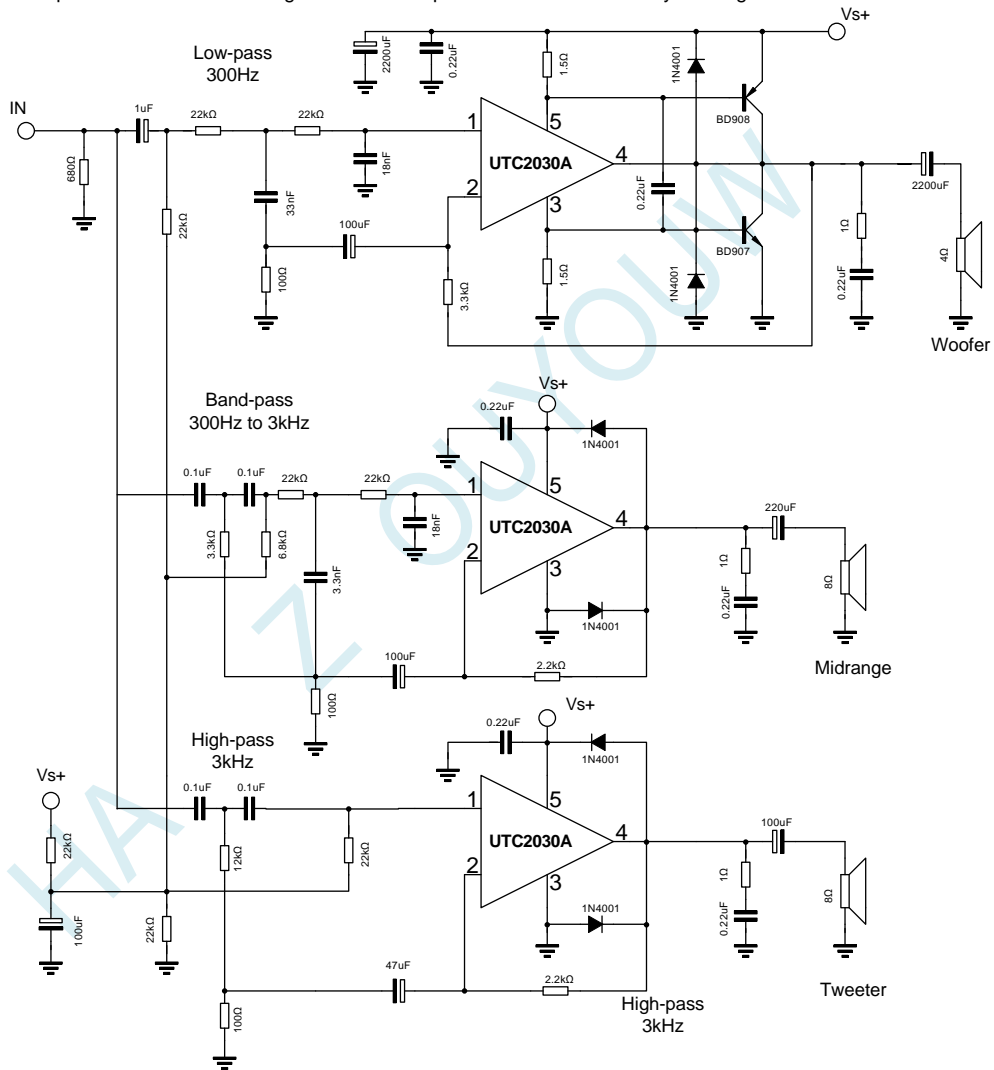 Vs+
2200uF
0.22uF
Low-pass
300Hz
1.5Ω
1N4001
BD908
IN
1uF
22kΩ
22kΩ
1
5
UTC2030A
4
680Ω
18nF
2
3
0.22uF
2200uF
33nF
22kΩ
100uF
BD907
1Ω
100Ω
3.3kΩ
1.5Ω
1N4001
0.22uF
4Ω
Woofer
Band-pass
300Hz to 3kHz
Vs+
0.22uF
1N4001
0.1uF
0.1uF
22kΩ
22kΩ
1
5
UTC2030A
4
220uF
3.3kΩ
6.8kΩ
18nF
2
3
3.3nF
1Ω
0.22uF
8Ω
1N4001
100uF
2.2kΩ
100Ω
Midrange
High-pass
3kHz
Vs+
0.22uF
1N4001
Vs+
0.1uF
0.1uF
1
5
UTC2030A
4
100uF
22kΩ
12kΩ
22kΩ
2
3
1N4001
1Ω
0.22uF
8Ω
100uF
22kΩ
47uF
2.2kΩ
100Ω
High-pass
3kHz
Tweeter
HA Z OUYOUW